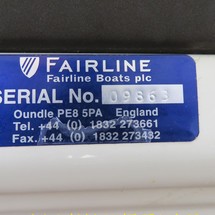 FAIRLINE
Fairline Boats plc
SERIAL No. 09863
Oundle PE8 5PA England
Tel. +44 (0) 1832 273661
Fax. +44 (0) 1832 273432